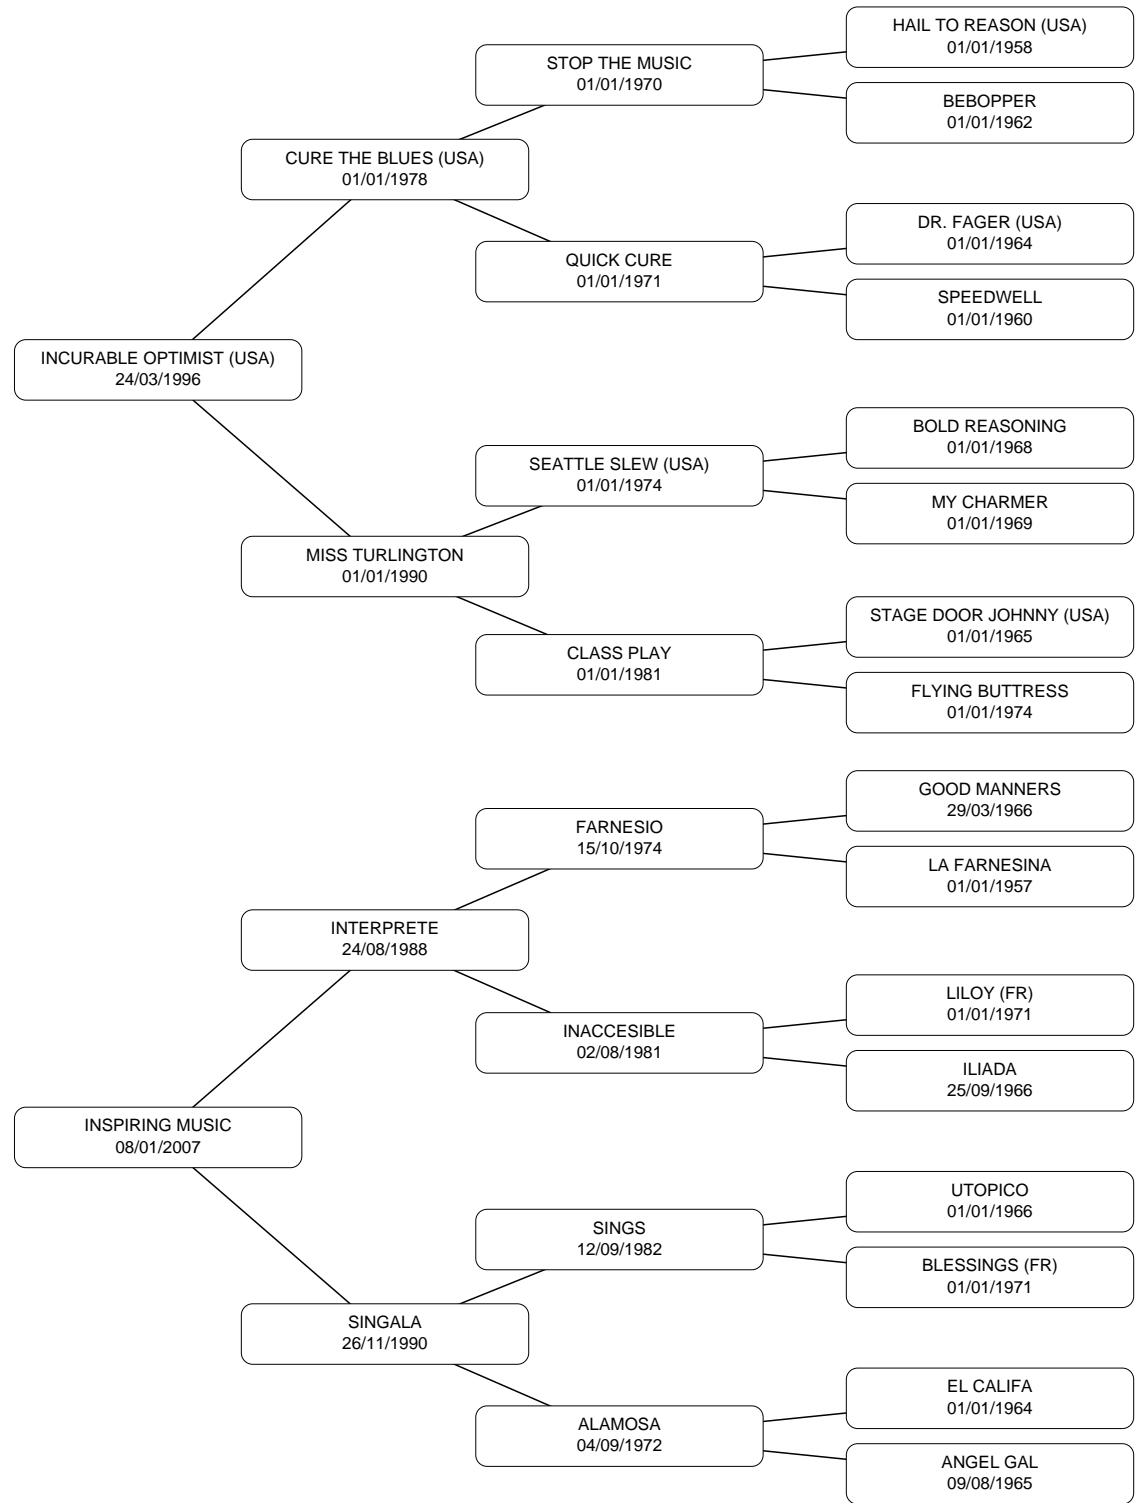 HAIL TO REASON (USA)
01/01/1958
STOP THE MUSIC
01/01/1970
BEBOPPER
01/01/1962
CURE THE BLUES (USA)
01/01/1978
DR. FAGER (USA)
01/01/1964
QUICK CURE
01/01/1971
SPEEDWELL
01/01/1960
INCURABLE OPTIMIST (USA)
24/03/1996
BOLD REASONING
01/01/1968
SEATTLE SLEW (USA)
01/01/1974
MY CHARMER
01/01/1969
MISS TURLINGTON
01/01/1990
STAGE DOOR JOHNNY (USA)
01/01/1965
CLASS PLAY
01/01/1981
FLYING BUTTRESS
01/01/1974
GOOD MANNERS
29/03/1966
FARNESIO
15/10/1974
LA FARNESINA
01/01/1957
INTERPRETE
24/08/1988
LILOY (FR)
01/01/1971
INACCESIBLE
02/08/1981
ILIADA
25/09/1966
INSPIRING MUSIC
08/01/2007
UTOPICO
01/01/1966
SINGS
12/09/1982
BLESSINGS (FR)
01/01/1971
SINGALA
26/11/1990
EL CALIFA
01/01/1964
ALAMOSA
04/09/1972
ANGEL GAL
09/08/1965